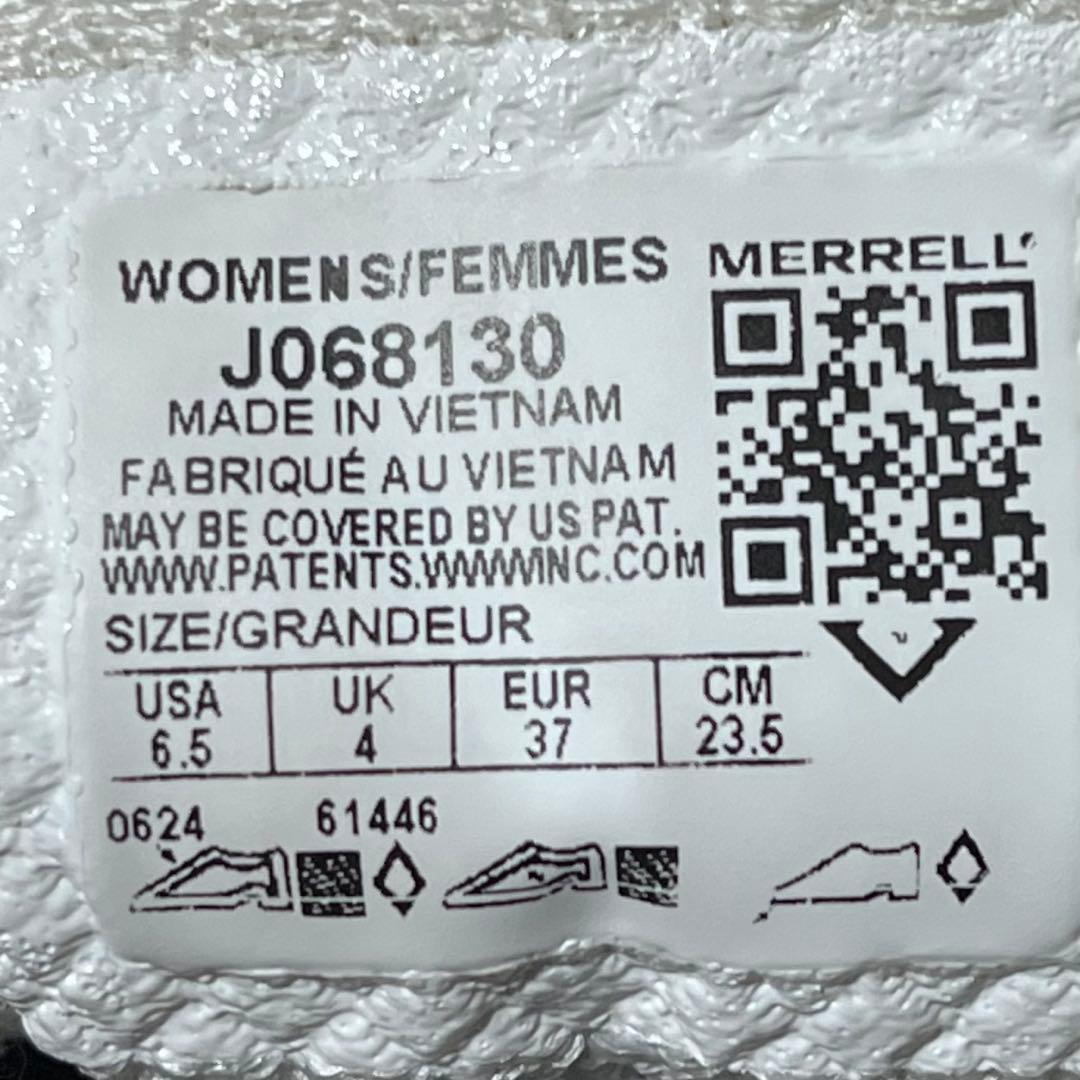 WOMENS/FEMMES
J068130
MADE IN VIETNAM
FABRIQUÉ AU VIETNAM
MAY BE COVERED BY US PAT.
WWW.PATENTS.WWWINC.COM
SIZE/GRANDEUR
USA UK EUR CM
6.5 4 37 23.5
0624 61446
MERRELL